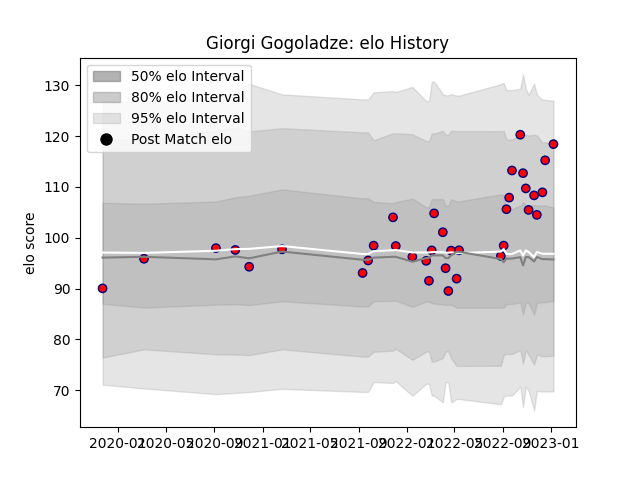 Giorgi Gogoladze: elo History
50% elo Interval
80% elo Interval
95% elo Interval
Post Match elo
elo score
130
120
110
100
90
80
70
2020-01 2020-05 2020-09 2021-01 2021-05 2021-09 2022-01 2022-05 2022-09 2023-01